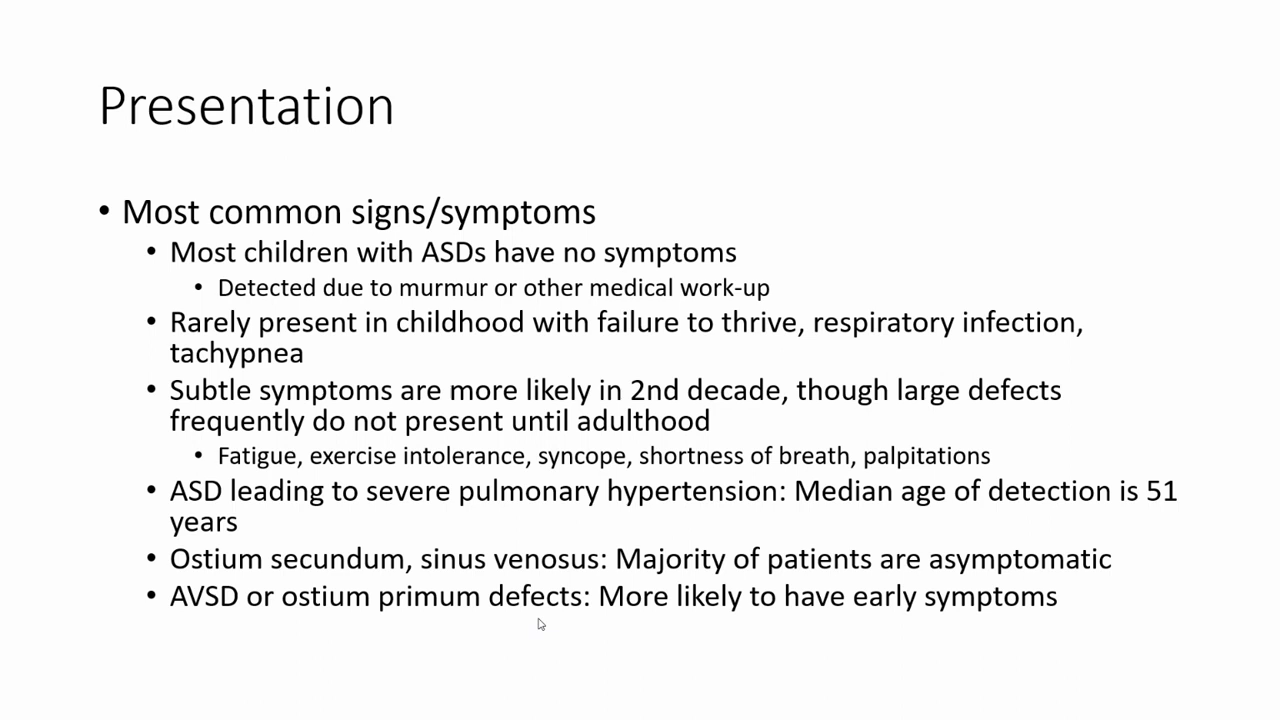 Presentation
• Most common signs/symptoms
• Most children with ASDs have no symptoms
• Detected due to murmur or other medical work-up
• Rarely present in childhood with failure to thrive, respiratory infection,
tachypnea
• Subtle symptoms are more likely in 2nd decade, though large defects
frequently do not present until adulthood
• Fatigue, exercise intolerance, syncope, shortness of breath, palpitations
• ASD leading to severe pulmonary hypertension: Median age of detection is 51
years
• Ostium secundum, sinus venosus: Majority of patients are asymptomatic
• AVSD or ostium primum defects: More likely to have early symptoms